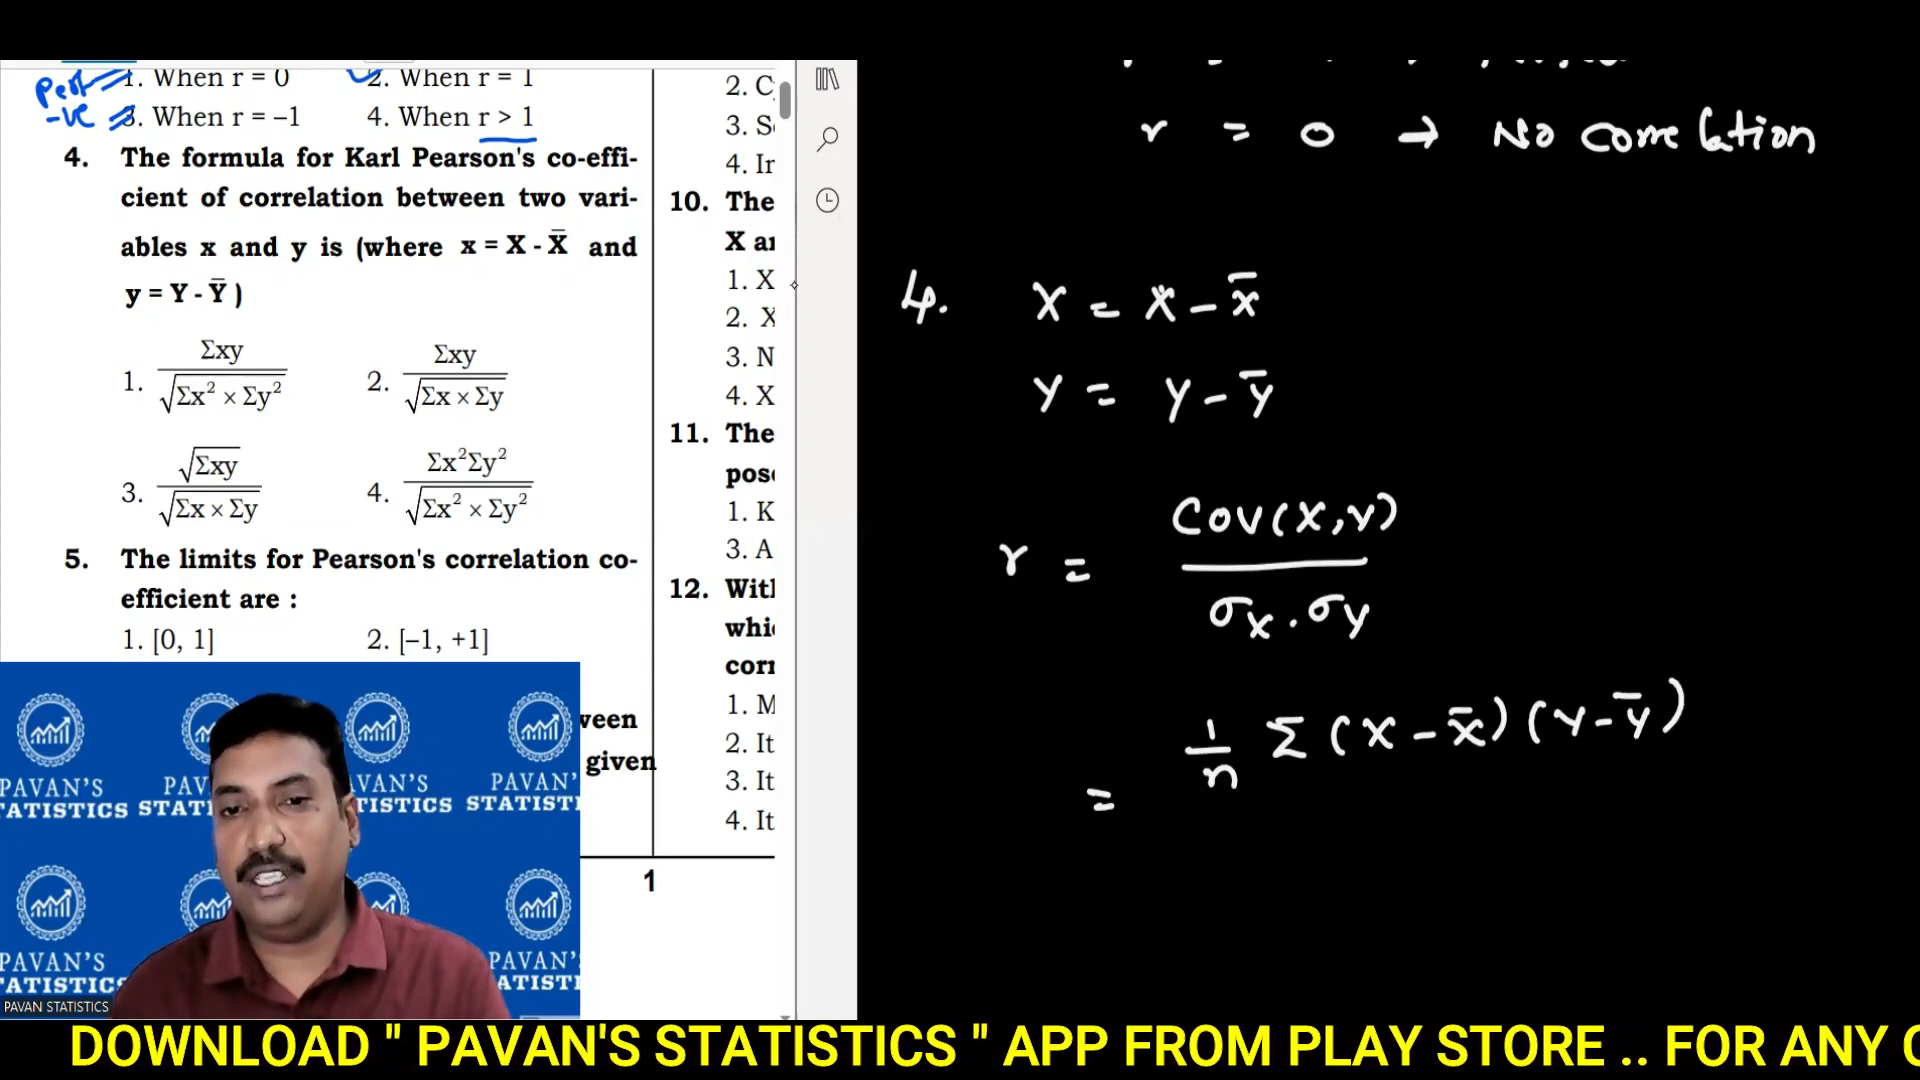 1. When r = 0 2. When r = 1
Perf
-ve 3. When r = –1 4. When r > 1
4. The formula for Karl Pearson's co-effi-
cient of correlation between two vari-
ables x and y is (where x = X - X̄ and
y = Y - Ȳ )
1. Σxy / √(Σx² × Σy²) 2. Σxy / √(Σx × Σy)
3. √Σxy / √(Σx × Σy) 4. Σx²Σy² / √(Σx² × Σy²)
5. The limits for Pearson's correlation co-
efficient are :
1. [0, 1] 2. [–1, +1]
ween
given
1
2. C
3. S
4. Ir
10. The
X a
1. X
2. X
3. N
4. X
11. The
pos
1. K
3. A
12. Wit
whi
cor
1. M
2. It
3. It
4. It
r = 0 → No correlation
4. X = X - X̄
Y = Y - Ȳ
r = Cov(X,Y) / σx . σy
= 1/n Σ (X - X̄) (Y - Ȳ)
PAVAN'S
STATISTICS
PAVAN STATISTICS
DOWNLOAD " PAVAN'S STATISTICS " APP FROM PLAY STORE .. FOR ANY